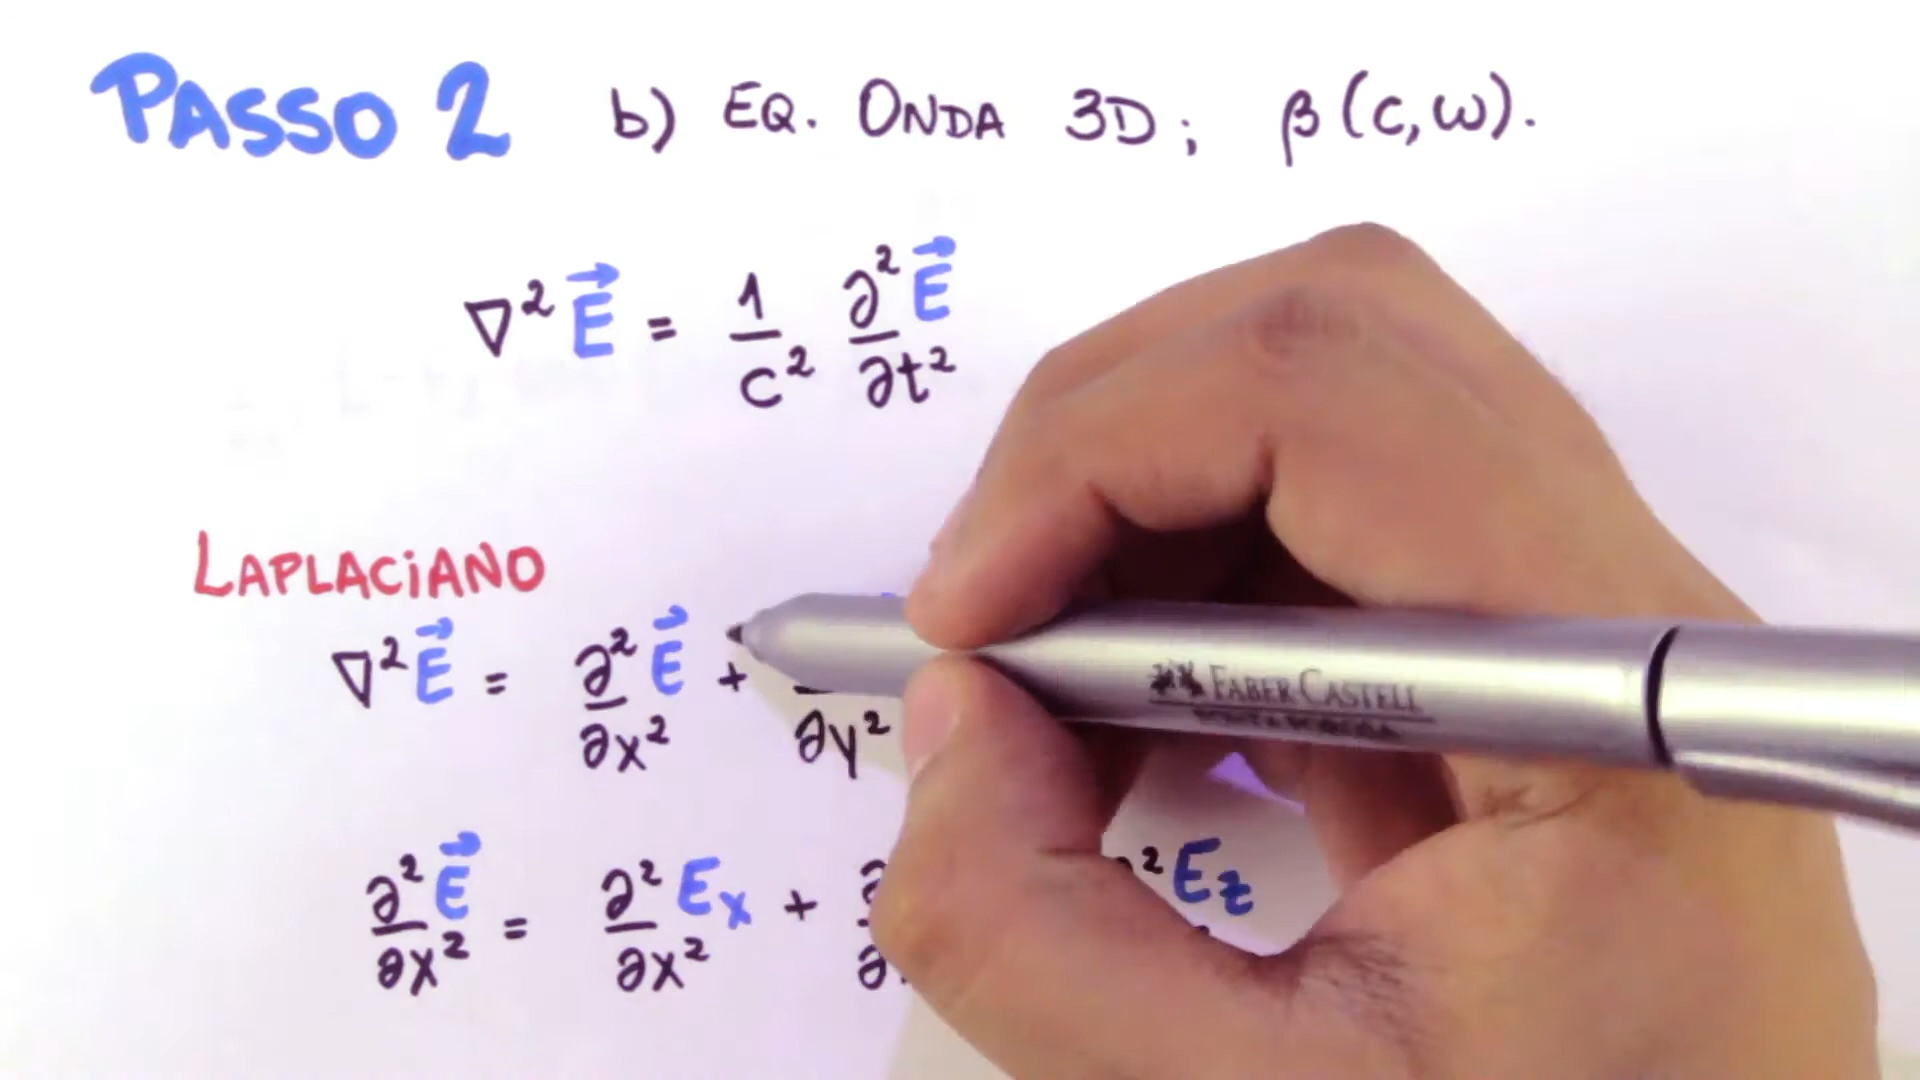 PASSO 2 b) EQ. ONDA 3D; β(c,ω).
∇² E⃗ = 1/c² ∂²E⃗/∂t²
LAPLACiANO
∇²E⃗ = ∂²E⃗/∂x² + /∂y²
FABER CASTELL
∂²E⃗/∂x² = ∂²Ex/∂x² + ∂ ²Ez